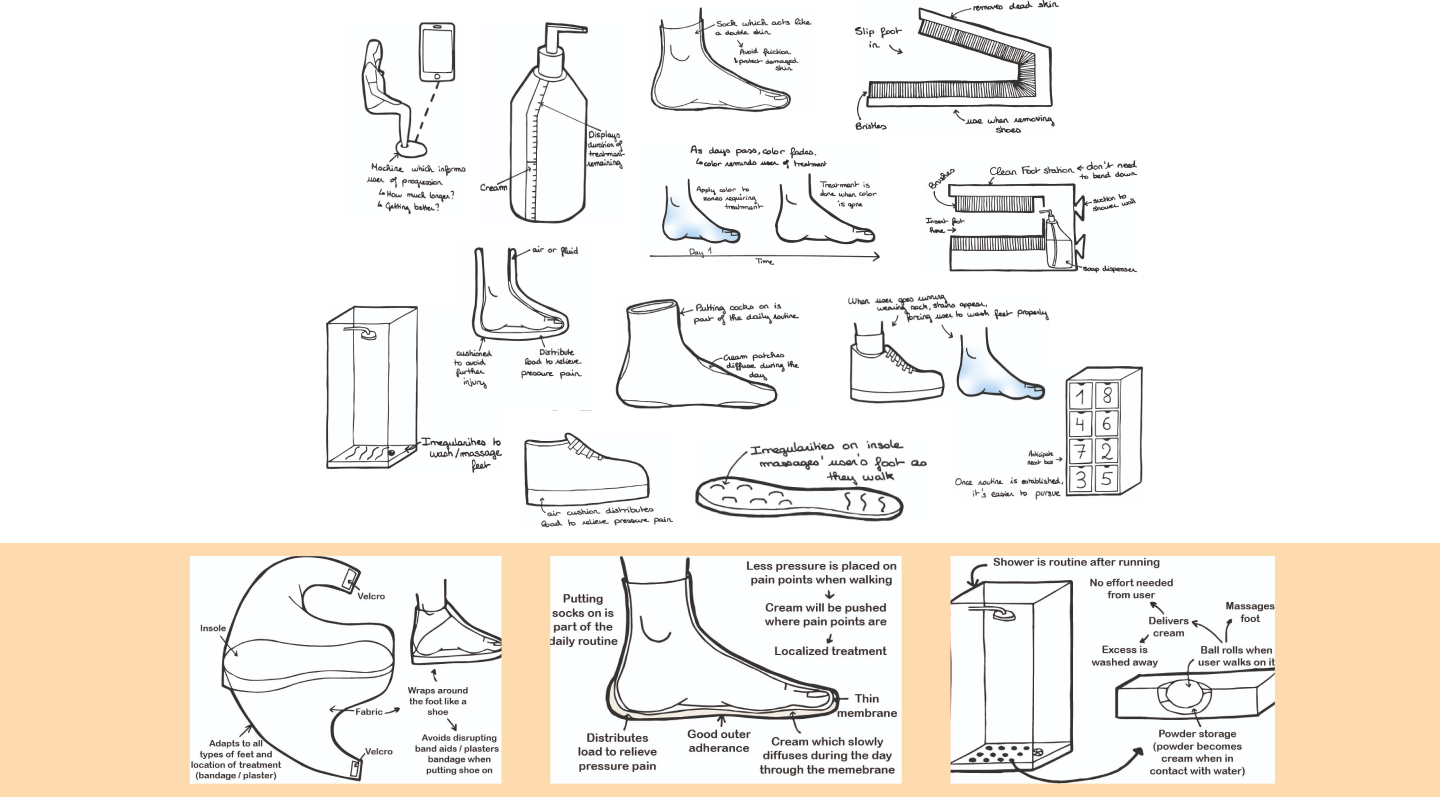 Machine which informs
user of progression
↳ How much longer?
↳ Getting better?
Cream
Displays
duration of
treatment
remaining
Sock which acts like
a double skin
Avoid friction
& protect damaged
skin
removes dead skin
Slip foot
in
Brushes
use when removing
shoes
As days pass, color fades.
↳ color reminds user of treatment
Apply color to
zones requiring
treatment
Treatment is
done when color
is gone
Day 1
Time
Clean Foot station ← don't need
to bend down
Brushes
Insert foot
here →
suction to
shower wall
soap dispenser
air or fluid
cushioned
to avoid
further
injury
Distribute
load to relieve
pressure pain
Putting socks on is
part of the daily routine
Cream patches
diffuse during the
day
When user goes running
wearing sock, stains appear,
forcing user to wash feet properly
Irregularities to
wash/massage
feet
air cushion distributes
load to relieve pressure pain
Irregularities on insole
massages' user's foot as
they walk
Anticipate
next box
Once routine is established,
it's easier to pursue
1 8
4 6
7 2
3 5
Velcro
Insole
Fabric
Velcro
Adapts to all
types of feet and
location of treatment
(bandage / plaster)
Wraps around
the foot like a
shoe
Avoids disrupting
band aids / plasters
bandage when
putting shoe on
Putting
socks on is
part of the
daily routine
Less pressure is placed on
pain points when walking
Cream will be pushed
where pain points are
Localized treatment
Thin
membrane
Distributes
load to relieve
pressure pain
Good outer
adherance
Cream which slowly
diffuses during the day
through the memebrane
Shower is routine after running
No effort needed
from user
Delivers
cream
Massages
foot
Excess is
washed away
Ball rolls when
user walks on it
Powder storage
(powder becomes
cream when in
contact with water)